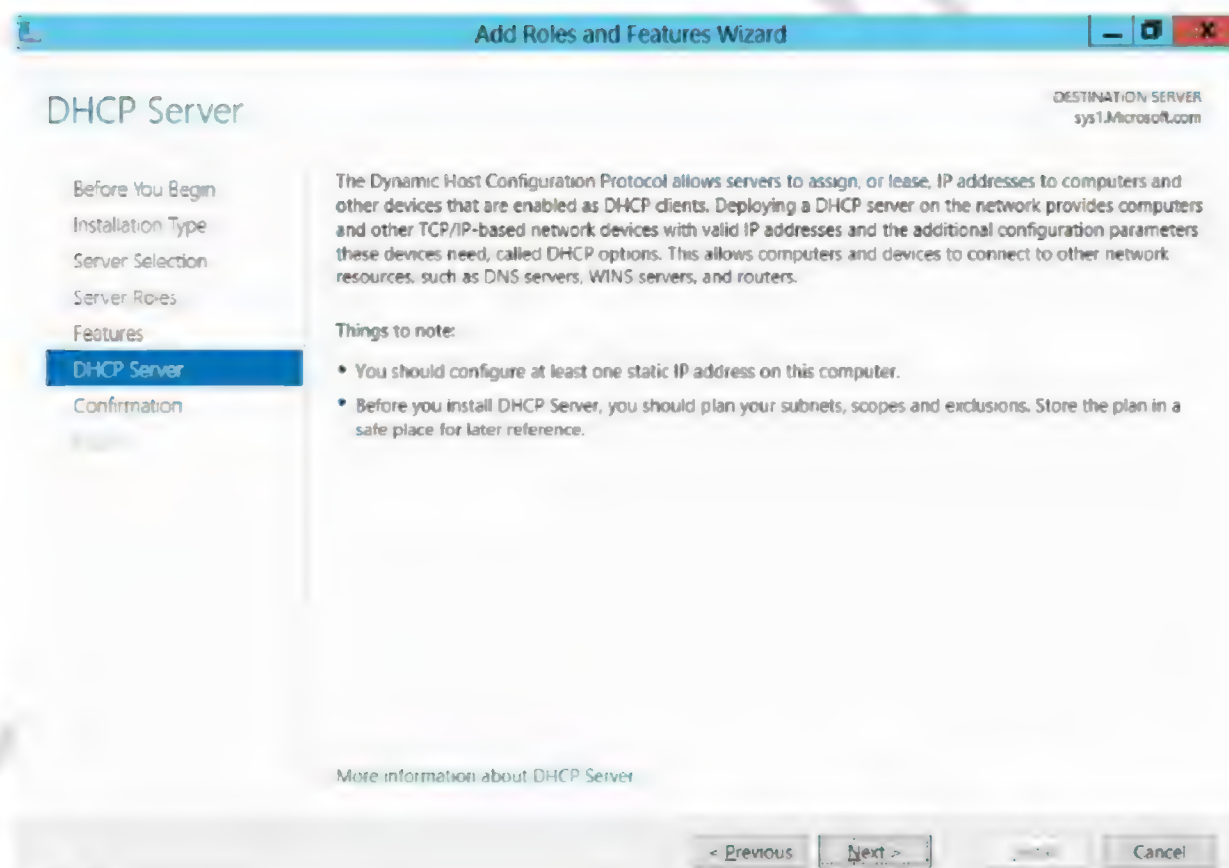 Add Roles and Features Wizard
DHCP Server
DESTINATION SERVER
sys1.Microsoft.com
Before You Begin
Installation Type
Server Selection
Server Roles
Features
DHCP Server
Confirmation
The Dynamic Host Configuration Protocol allows servers to assign, or lease, IP addresses to computers and
other devices that are enabled as DHCP clients. Deploying a DHCP server on the network provides computers
and other TCP/IP-based network devices with valid IP addresses and the additional configuration parameters
these devices need, called DHCP options. This allows computers and devices to connect to other network
resources, such as DNS servers, WINS servers, and routers.
Things to note:
• You should configure at least one static IP address on this computer.
• Before you install DHCP Server, you should plan your subnets, scopes and exclusions. Store the plan in a
safe place for later reference.
More information about DHCP Server
< Previous
Next >
Cancel